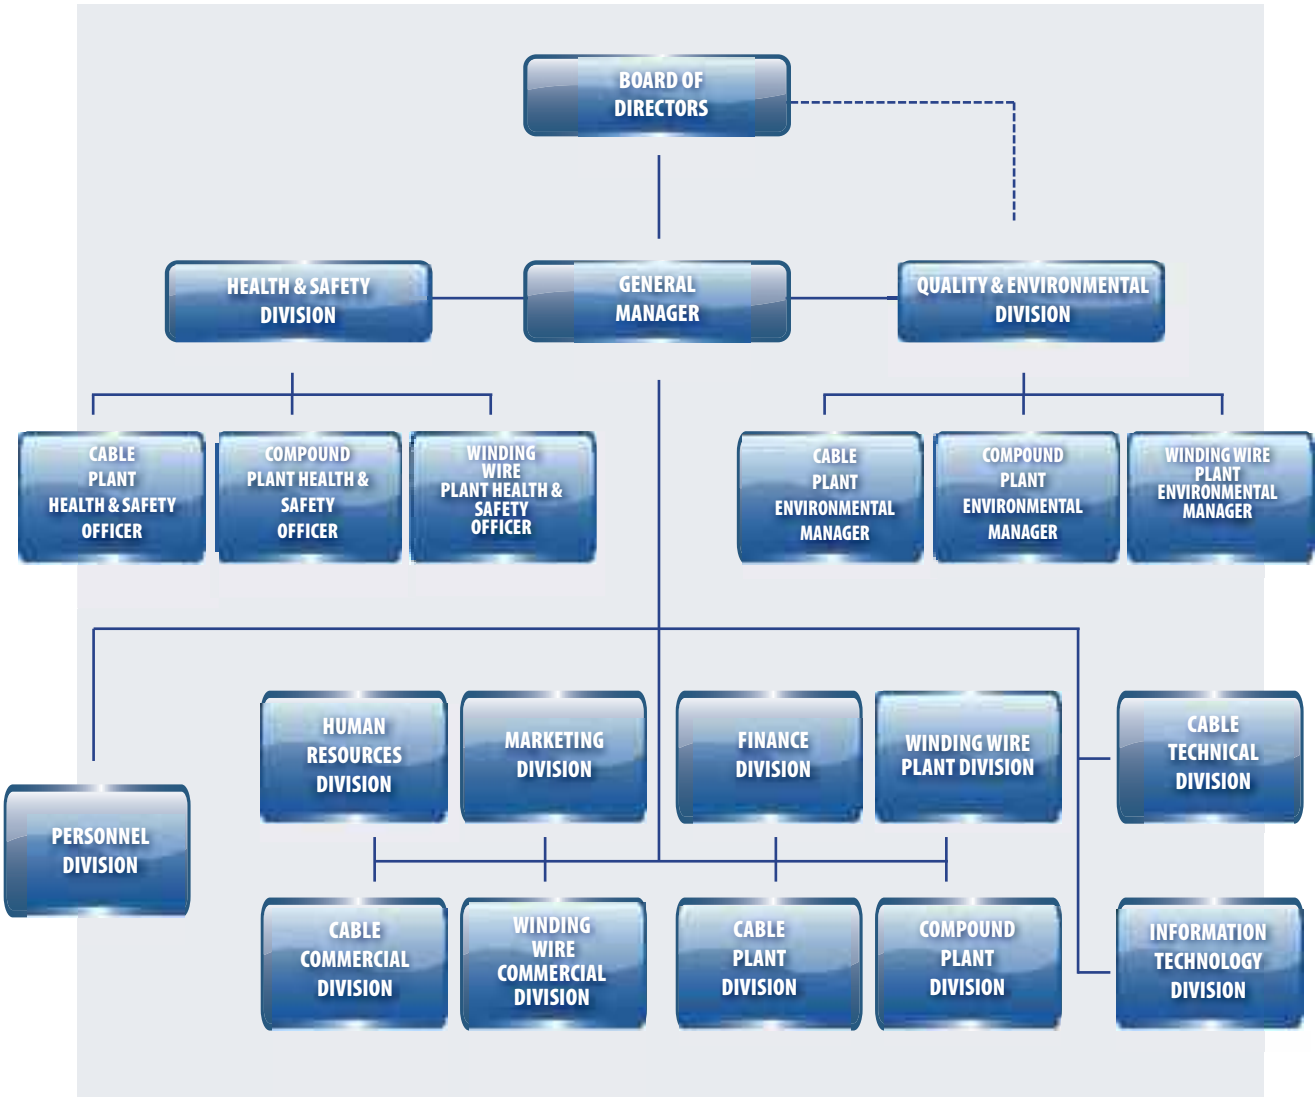 BOARD OF
DIRECTORS
HEALTH & SAFETY
DIVISION
GENERAL
MANAGER
QUALITY & ENVIRONMENTAL
DIVISION
CABLE
PLANT
HEALTH & SAFETY
OFFICER
COMPOUND
PLANT HEALTH &
SAFETY
OFFICER
WINDING
WIRE
PLANT HEALTH &
SAFETY
OFFICER
CABLE
PLANT
ENVIRONMENTAL
MANAGER
COMPOUND
PLANT
ENVIRONMENTAL
MANAGER
WINDING WIRE
PLANT
ENVIRONMENTAL
MANAGER
HUMAN
RESOURCES
DIVISION
MARKETING
DIVISION
FINANCE
DIVISION
WINDING WIRE
PLANT DIVISION
CABLE
TECHNICAL
DIVISION
PERSONNEL
DIVISION
CABLE
COMMERCIAL
DIVISION
WINDING
WIRE
COMMERCIAL
DIVISION
CABLE
PLANT
DIVISION
COMPOUND
PLANT
DIVISION
INFORMATION
TECHNOLOGY
DIVISION